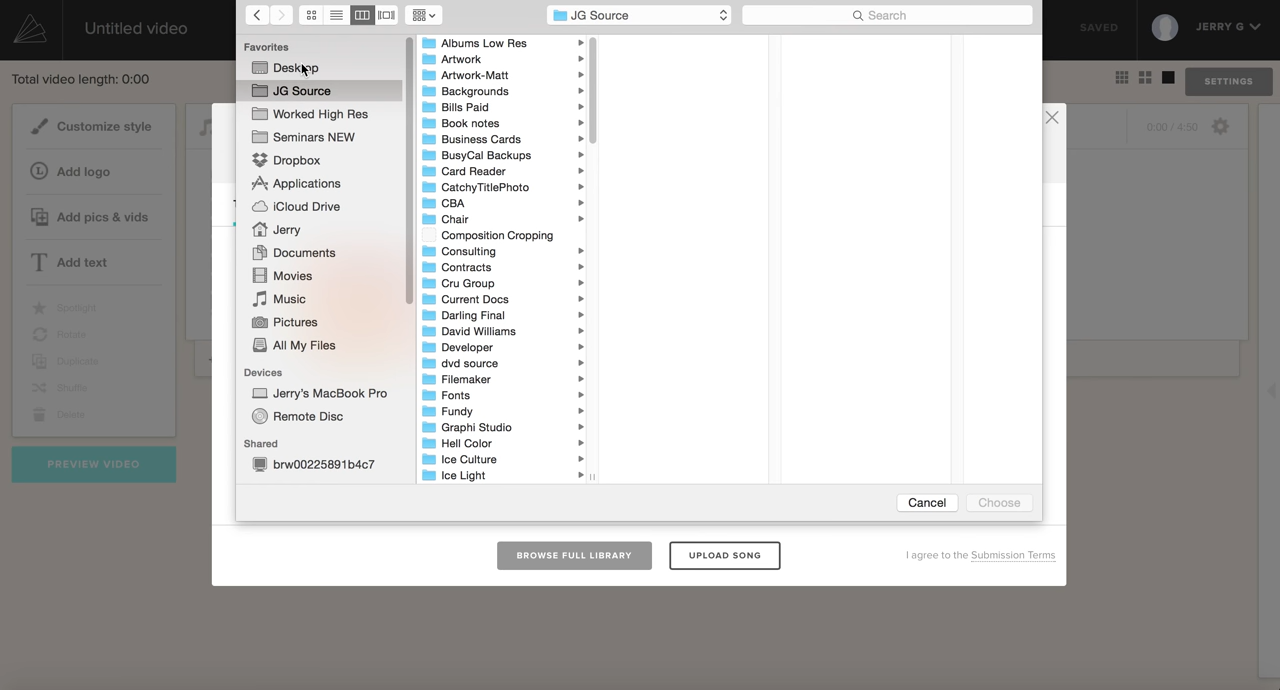 JG Source
Search
Untitled video
SAVED
JERRY G
Total video length: 0:00
SETTINGS
Customize style
Add logo
Add pics & vids
Add text
Spotlight
Rotate
Duplicate
Shuffle
Delete
PREVIEW VIDEO
Favorites
Desktop
JG Source
Worked High Res
Seminars NEW
Dropbox
Applications
iCloud Drive
Jerry
Documents
Movies
Music
Pictures
All My Files
Devices
Jerry's MacBook Pro
Remote Disc
Shared
brw00225891b4c7
Albums Low Res
Artwork
Artwork-Matt
Backgrounds
Bills Paid
Book notes
Business Cards
BusyCal Backups
Card Reader
CatchyTitlePhoto
CBA
Chair
Composition Cropping
Consulting
Contracts
Cru Group
Current Docs
Darling Final
David Williams
Developer
dvd source
Filemaker
Fonts
Fundy
Graphi Studio
Hell Color
Ice Culture
Ice Light
0:00 / 4:50
Cancel
Choose
BROWSE FULL LIBRARY
UPLOAD SONG
I agree to the Submission Terms